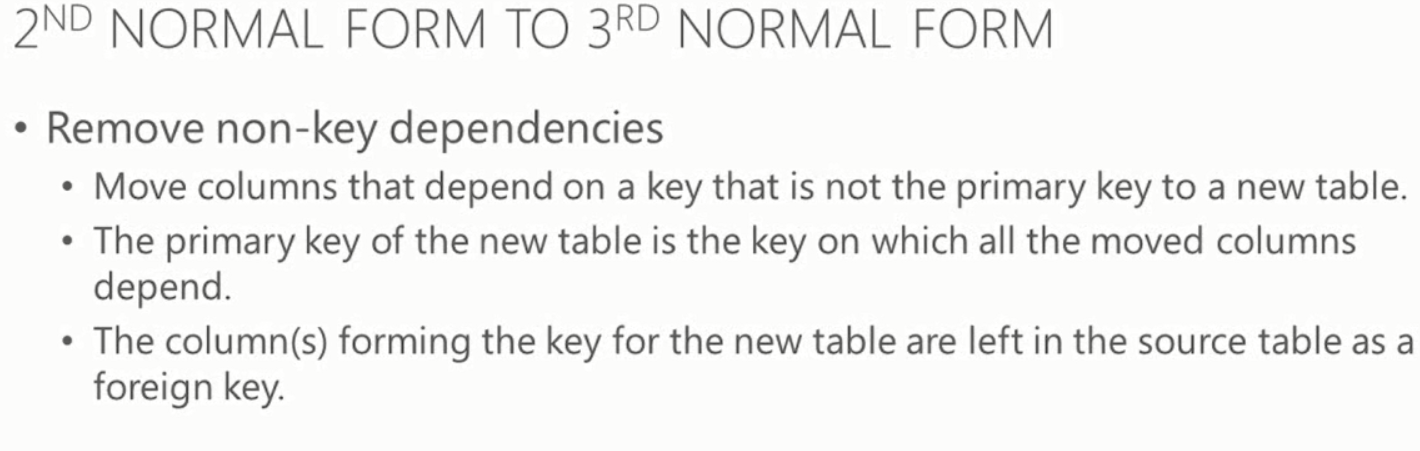 2ND NORMAL FORM TO 3RD NORMAL FORM
• Remove non-key dependencies
• Move columns that depend on a key that is not the primary key to a new table.
• The primary key of the new table is the key on which all the moved columns
depend.
• The column(s) forming the key for the new table are left in the source table as a
foreign key.